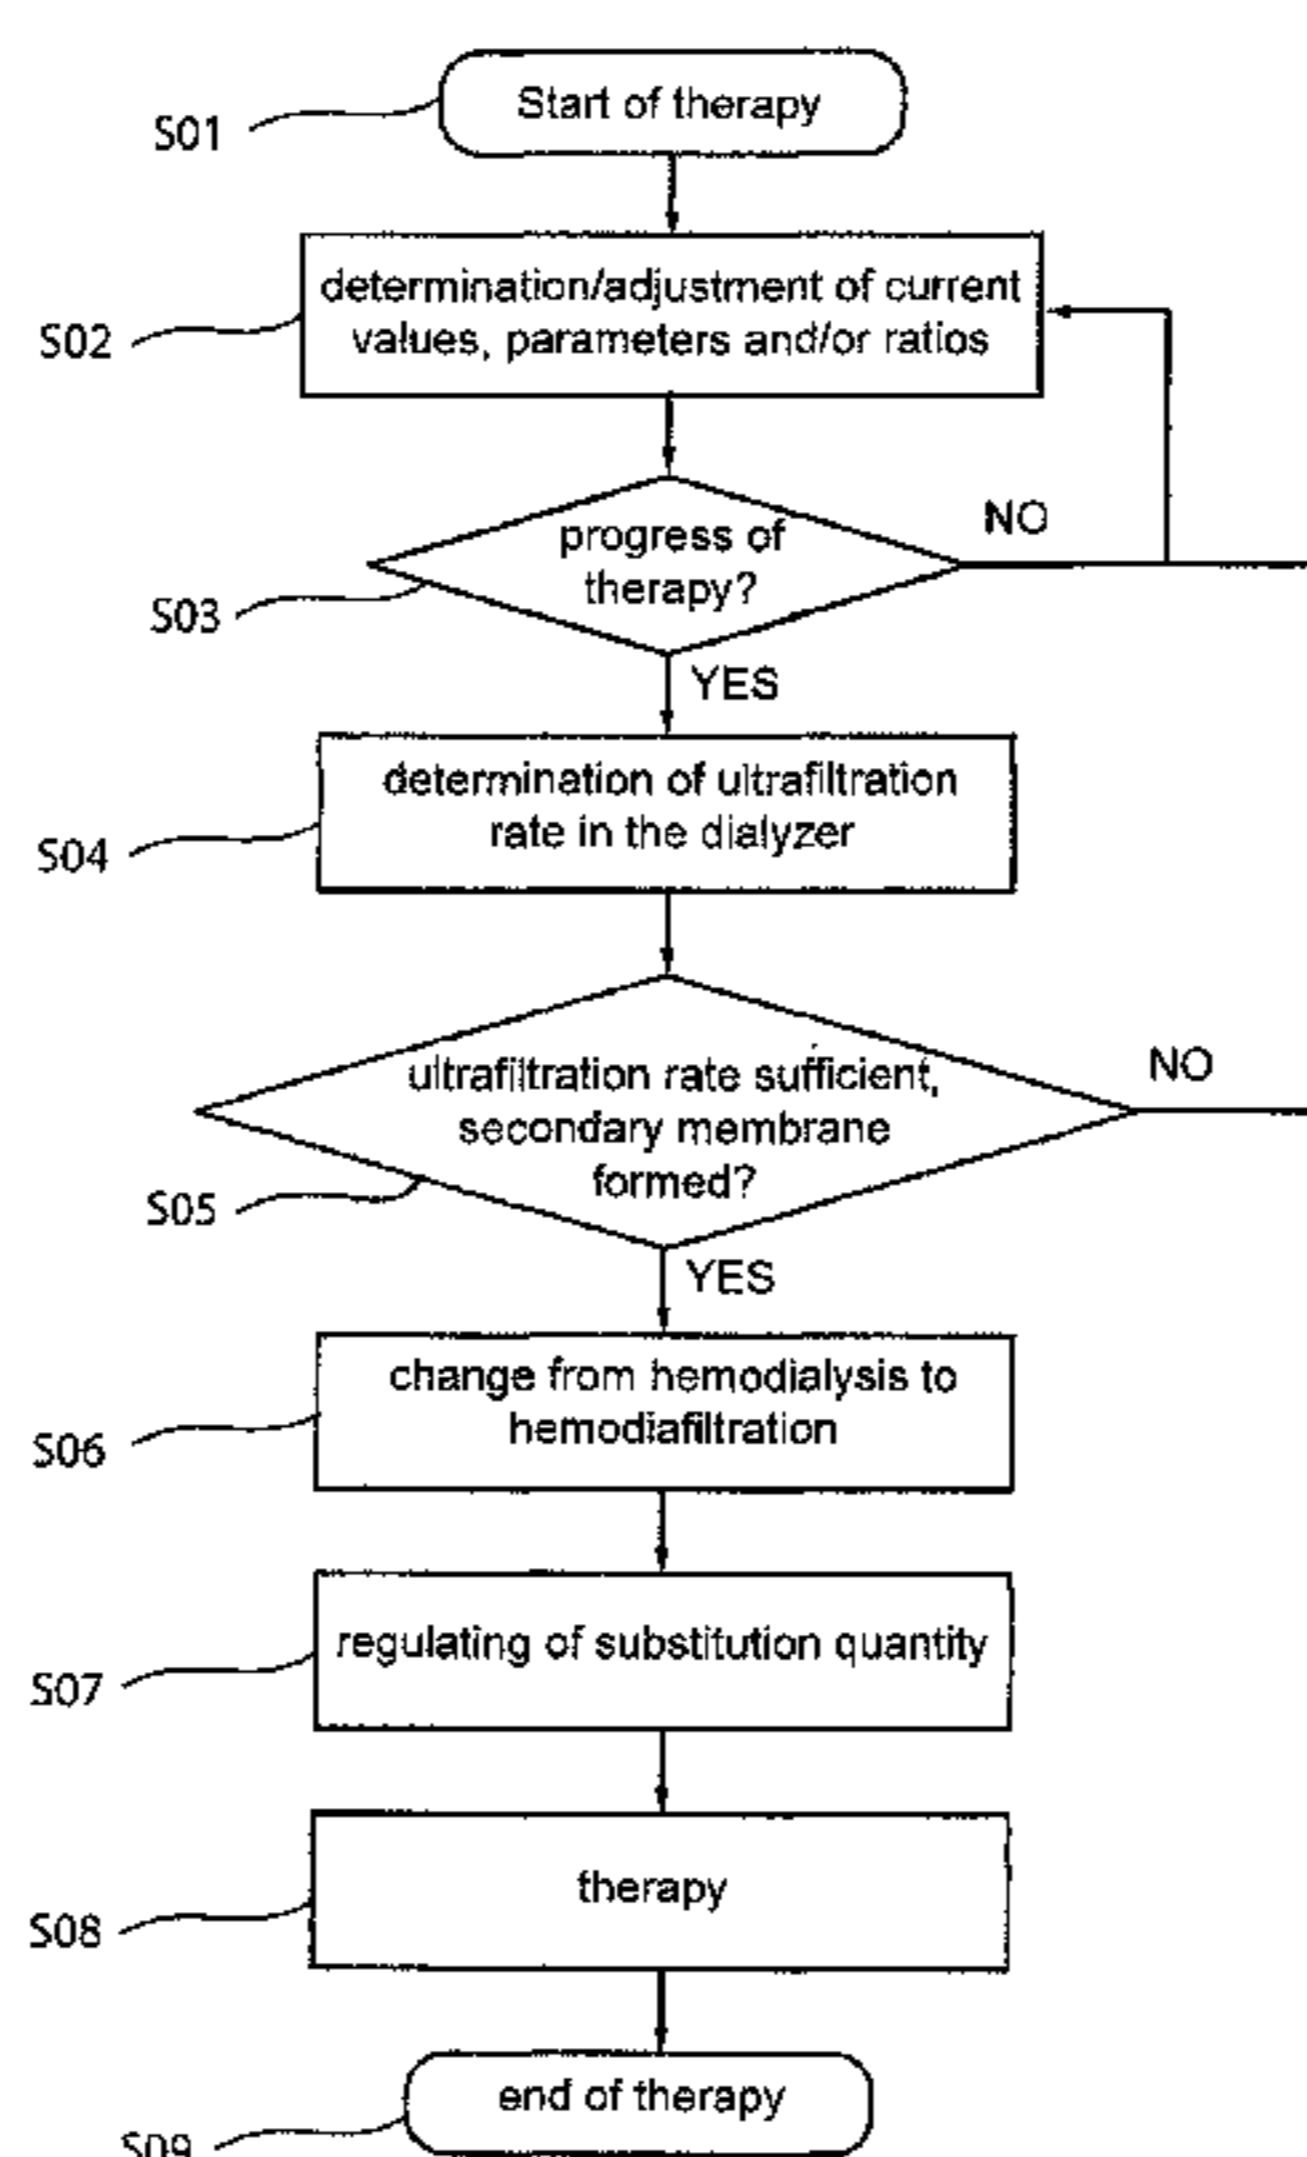 Start of therapy
S01
determination/adjustment of current
values, parameters and/or ratios
S02
NO
progress of
therapy?
S03
YES
determination of ultrafiltration
rate in the dialyzer
S04
NO
ultrafiltration rate sufficient,
secondary membrane
formed?
S05
YES
change from hemodialysis to
hemodiafiltration
S06
regulating of substitution quantity
S07
therapy
S08
end of therapy
S09